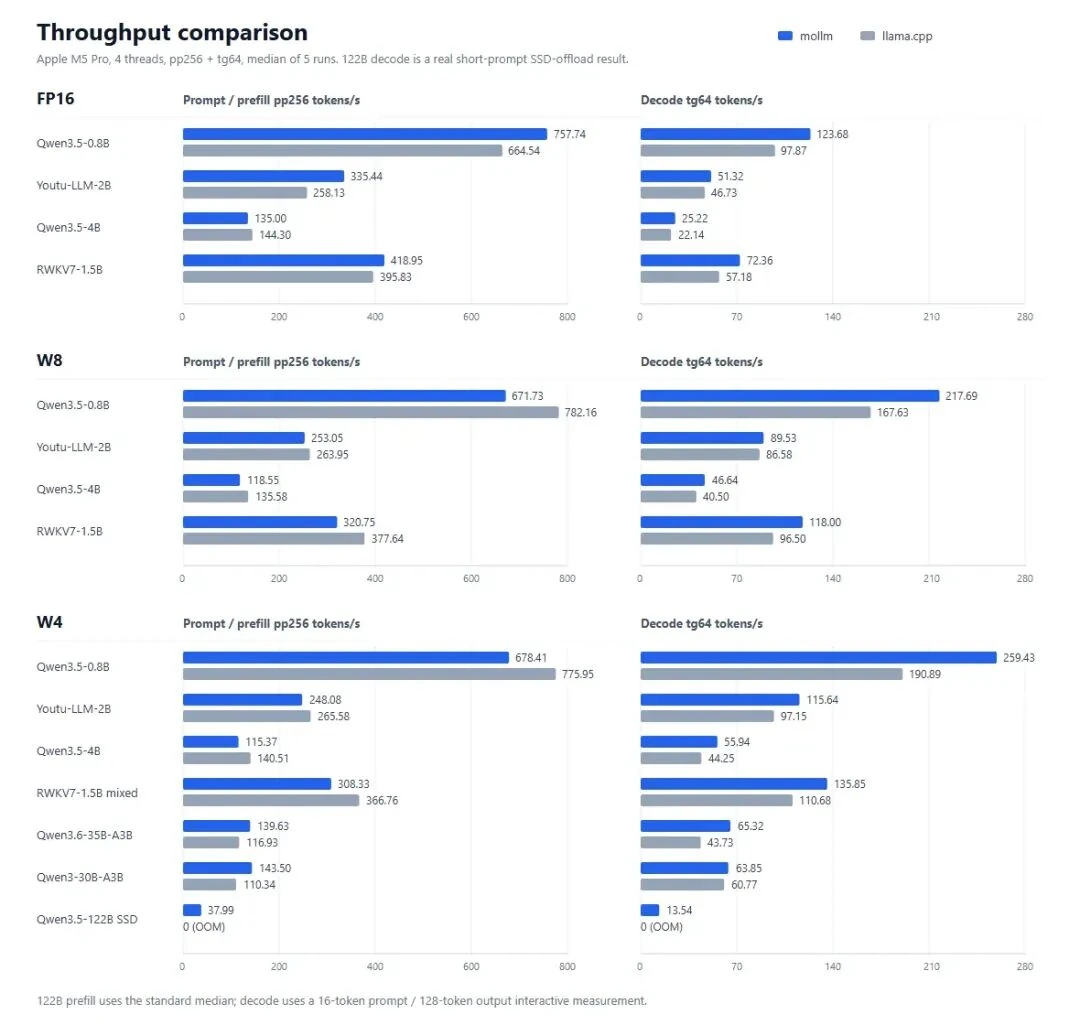 Throughput comparison
mollm llama.cpp
Apple M5 Pro, 4 threads, pp256 + tg64, median of 5 runs. 122B decode is a real short-prompt SSD-offload result.
FP16 Prompt / prefill pp256 tokens/s Decode tg64 tokens/s
Qwen3.5-0.8B 757.74 664.54 123.68 97.87
Youtu-LLM-2B 335.44 258.13 51.32 46.73
Qwen3.5-4B 135.00 144.30 25.22 22.14
RWKV7-1.5B 418.95 395.83 72.36 57.18
0 200 400 600 800 0 70 140 210 280
W8 Prompt / prefill pp256 tokens/s Decode tg64 tokens/s
Qwen3.5-0.8B 671.73 782.16 217.69 167.63
Youtu-LLM-2B 253.05 263.95 89.53 86.58
Qwen3.5-4B 118.55 135.58 46.64 40.50
RWKV7-1.5B 320.75 377.64 118.00 96.50
0 200 400 600 800 0 70 140 210 280
W4 Prompt / prefill pp256 tokens/s Decode tg64 tokens/s
Qwen3.5-0.8B 678.41 775.95 259.43 190.89
Youtu-LLM-2B 248.08 265.58 115.64 97.15
Qwen3.5-4B 115.37 140.51 55.94 44.25
RWKV7-1.5B mixed 308.33 366.76 135.85 110.68
Qwen3.6-35B-A3B 139.63 116.93 65.32 43.73
Qwen3-30B-A3B 143.50 110.34 63.85 60.77
Qwen3.5-122B SSD 37.99 0 (OOM) 13.54 0 (OOM)
0 200 400 600 800 0 70 140 210 280
122B prefill uses the standard median; decode uses a 16-token prompt / 128-token output interactive measurement.